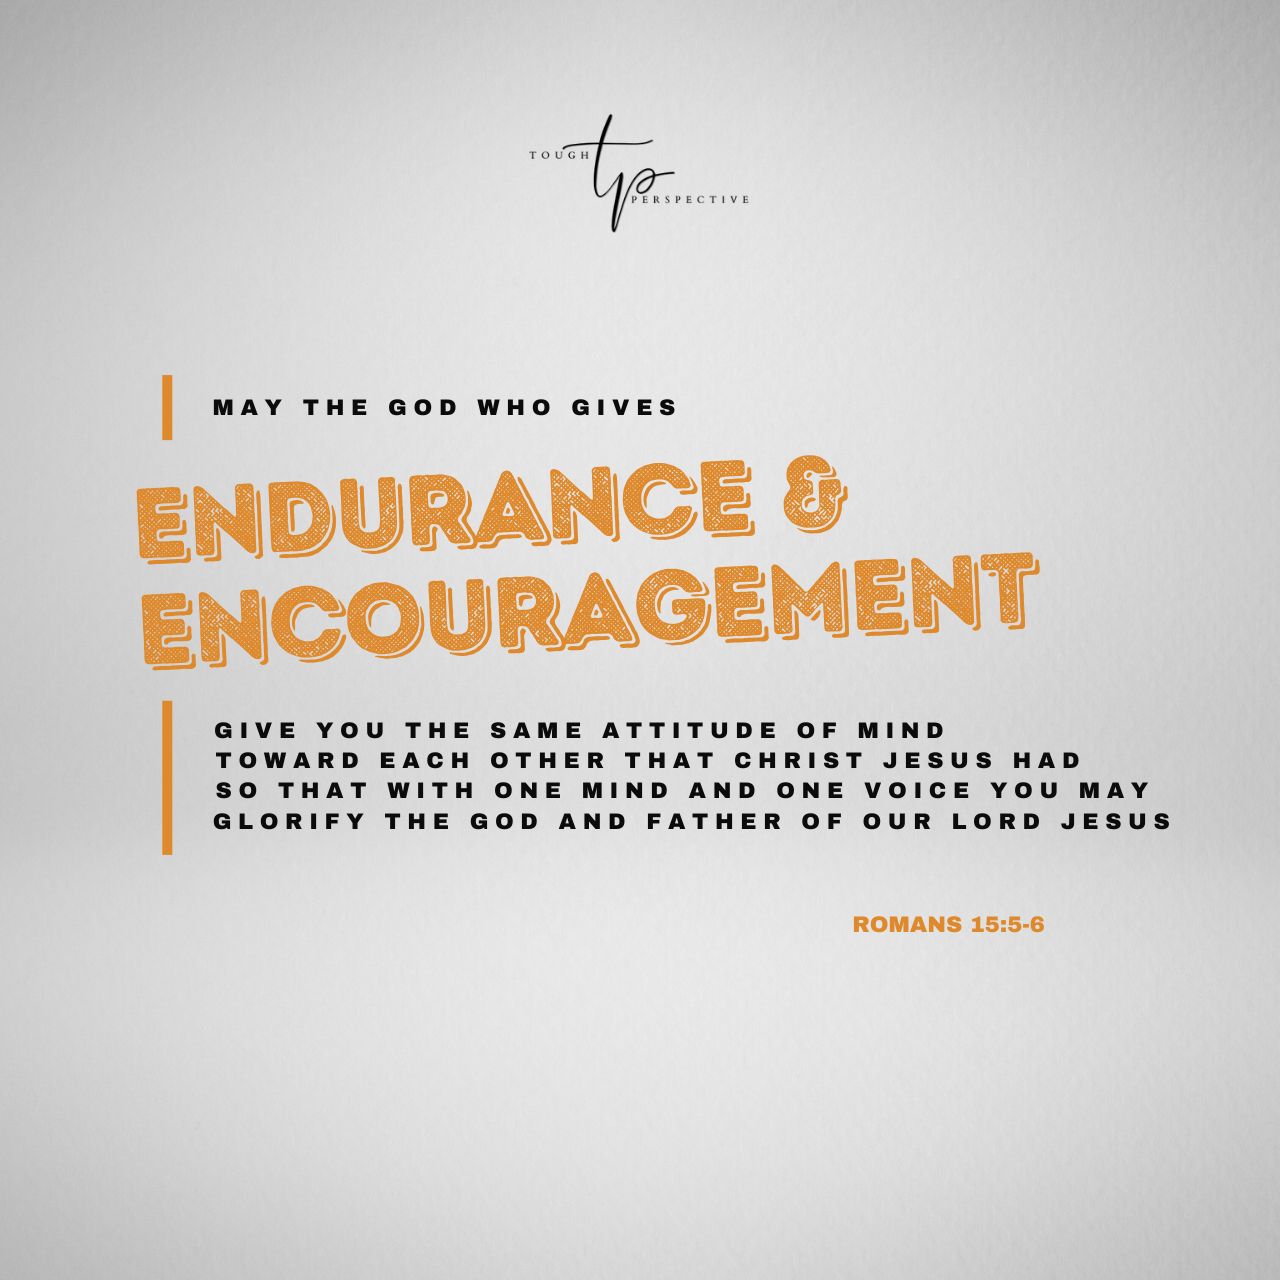 TOUGH
tp
PERSPECTIVE
MAY THE GOD WHO GIVES
ENDURANCE &
ENCOURAGEMENT
GIVE YOU THE SAME ATTITUDE OF MIND
TOWARD EACH OTHER THAT CHRIST JESUS HAD
SO THAT WITH ONE MIND AND ONE VOICE YOU MAY
GLORIFY THE GOD AND FATHER OF OUR LORD JESUS
ROMANS 15:5-6